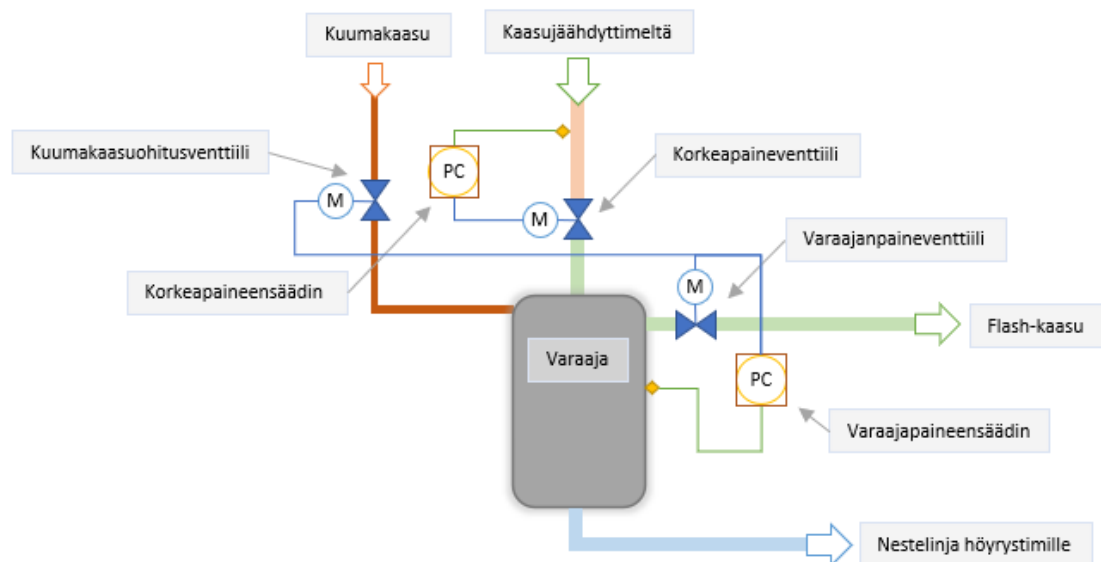 Kuumakaasu
Kaasujäähdyttimeltä
Kuumakaasuohitusventtiili
PC
Korkeapaineventtiili
M
M
Varaajanpaineventtiili
Korkeapaineensäädin
M
Flash-kaasu
Varaaja
PC
Varaajapaineensäädin
Nestelinja höyrystimille